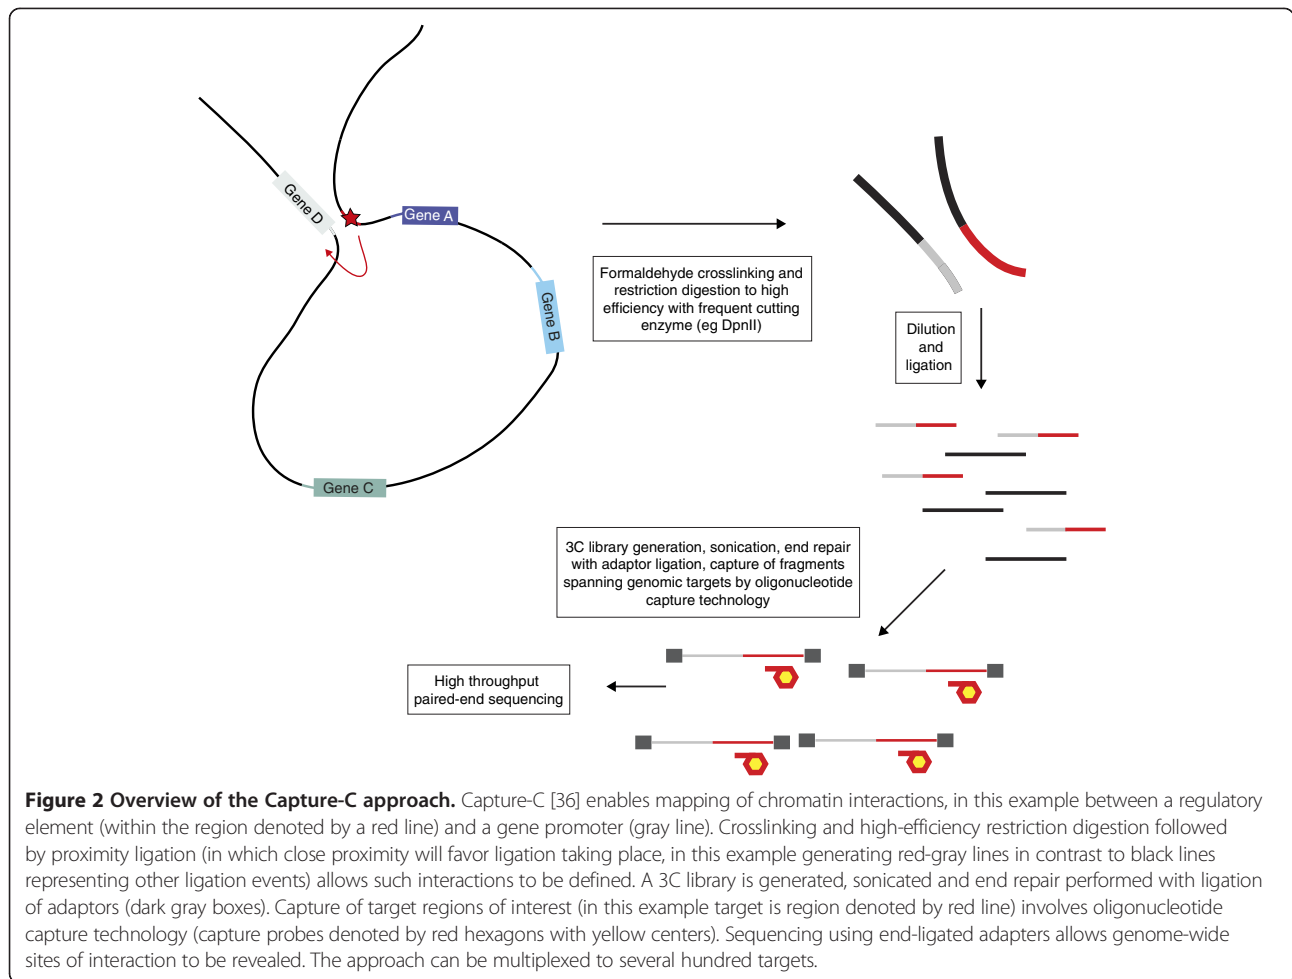 Gene D
Gene A
Gene B
Gene C
Formaldehyde crosslinking and
restriction digestion to high
efficiency with frequent cutting
enzyme (eg DpnII)
Dilution
and
ligation
3C library generation, sonication, end repair
with adaptor ligation, capture of fragments
spanning genomic targets by oligonucleotide
capture technology
High throughput
paired-end sequencing
Figure 2 Overview of the Capture-C approach. Capture-C [36] enables mapping of chromatin interactions, in this example between a regulatory
element (within the region denoted by a red line) and a gene promoter (gray line). Crosslinking and high-efficiency restriction digestion followed
by proximity ligation (in which close proximity will favor ligation taking place, in this example generating red-gray lines in contrast to black lines
representing other ligation events) allows such interactions to be defined. A 3C library is generated, sonicated and end repair performed with ligation
of adaptors (dark gray boxes). Capture of target regions of interest (in this example target is region denoted by red line) involves oligonucleotide
capture technology (capture probes denoted by red hexagons with yellow centers). Sequencing using end-ligated adapters allows genome-wide
sites of interaction to be revealed. The approach can be multiplexed to several hundred targets.